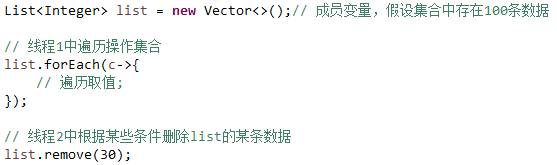 List<Integer> list = new Vector<>();// 成员变量，假设集合中存在100条数据
// 线程1中遍历操作集合
list.forEach(c->{
// 遍历取值;
});
// 线程2中根据某些条件删除list的某条数据
list.remove(30);